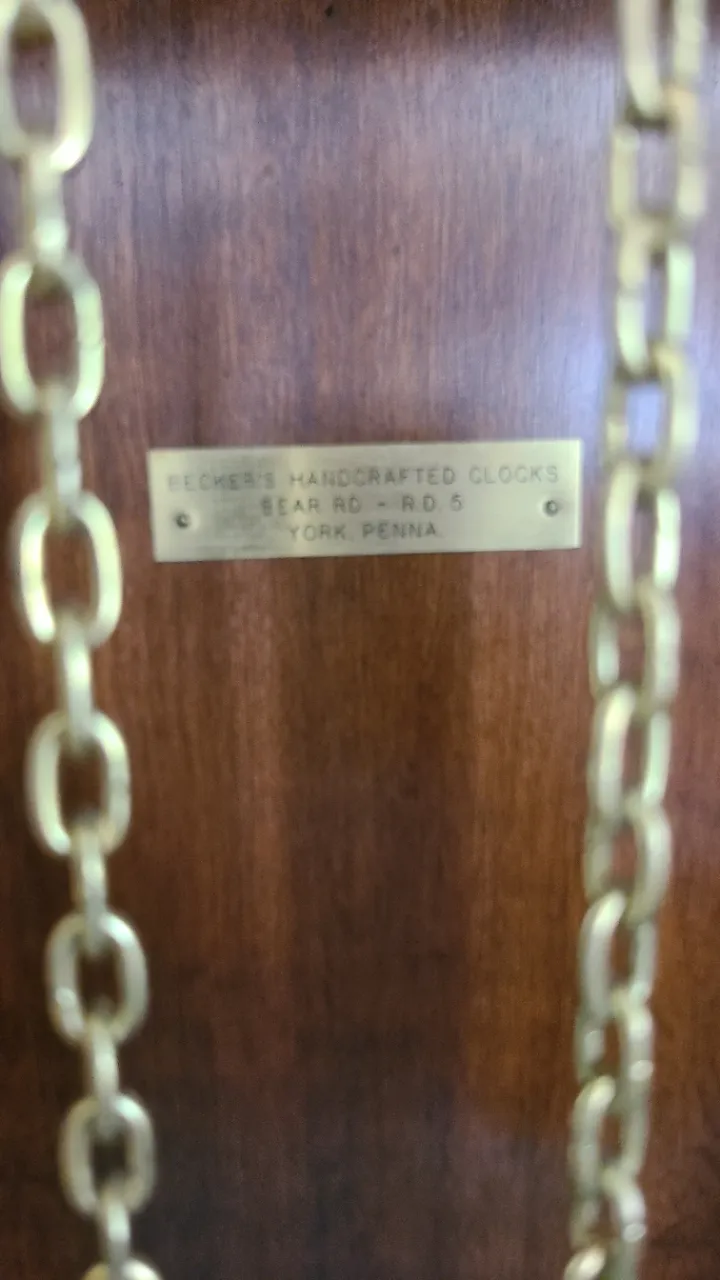 BECKER'S HANDCRAFTED CLOCKS
BEAR RD - R.D. 5
YORK, PENNA.